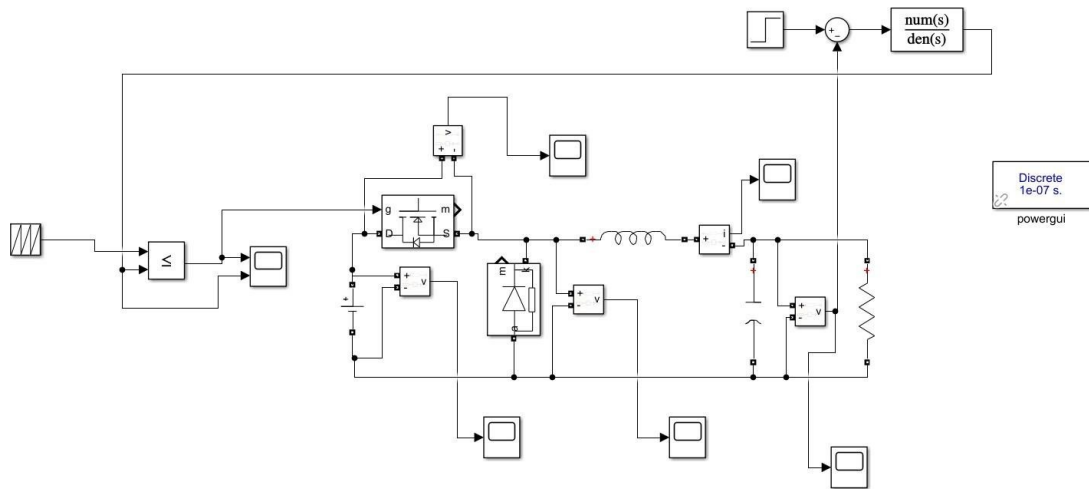 num(s)
den(s)
+
-
v
+ -
i
+ -
Discrete
1e-07 s.
powergui
g
m
D
S
≤
+
-
v
m
k
a
+
-
v
+
-
v
+
+
+
+